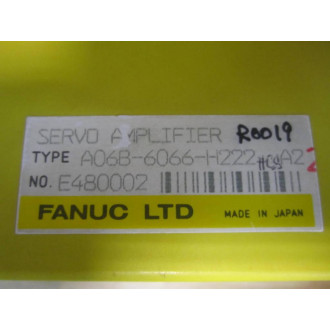 SERVO AMPLIFIER R0019
TYPE A06B-6066-H222 A2
NO. E480002
FANUC LTD MADE IN JAPAN